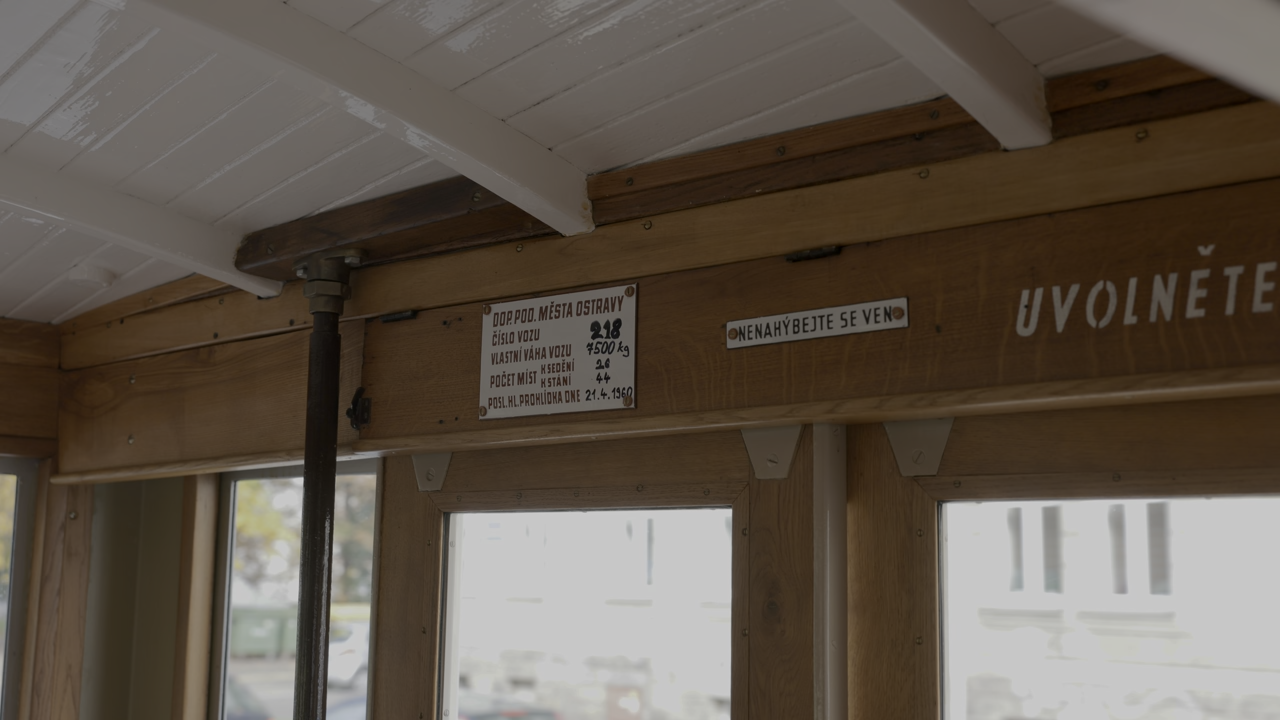 DOP. POD. MĚSTA OSTRAVY
ČÍSLO VOZU 218
VLASTNÍ VÁHA VOZU 7500 kg
POČET MÍST K SEDĚNÍ 26
K STÁNÍ 44
POSL. HL. PROHLÍDKA DNE 21.4.1960
NENAHÝBEJTE SE VEN
UVOLNĚTE